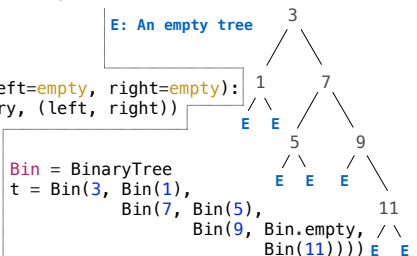 E: An empty tree
3
1
7
eft=empty, right=empty):
ry, (left, right))
E E
5
9
Bin = BinaryTree
E E E
t = Bin(3, Bin(1),
11
Bin(7, Bin(5),
Bin(9, Bin.empty,
Bin(11))))
E E